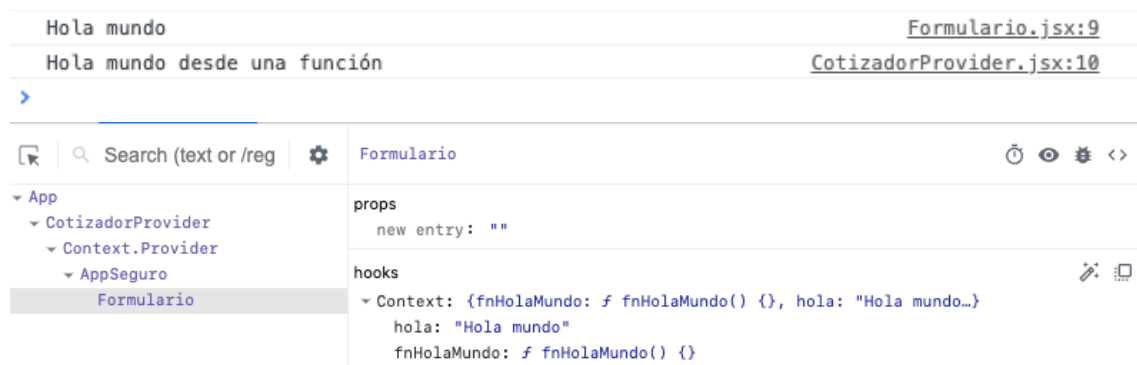 Hola mundo Formulario.jsx:9
Hola mundo desde una función CotizadorProvider.jsx:10
>
Search (text or /reg
Formulario
App
CotizadorProvider
Context.Provider
AppSeguro
Formulario
props
new entry: ""
hooks
Context: {fnHolaMundo: ƒ fnHolaMundo() {}, hola: "Hola mundo…}
hola: "Hola mundo"
fnHolaMundo: ƒ fnHolaMundo() {}